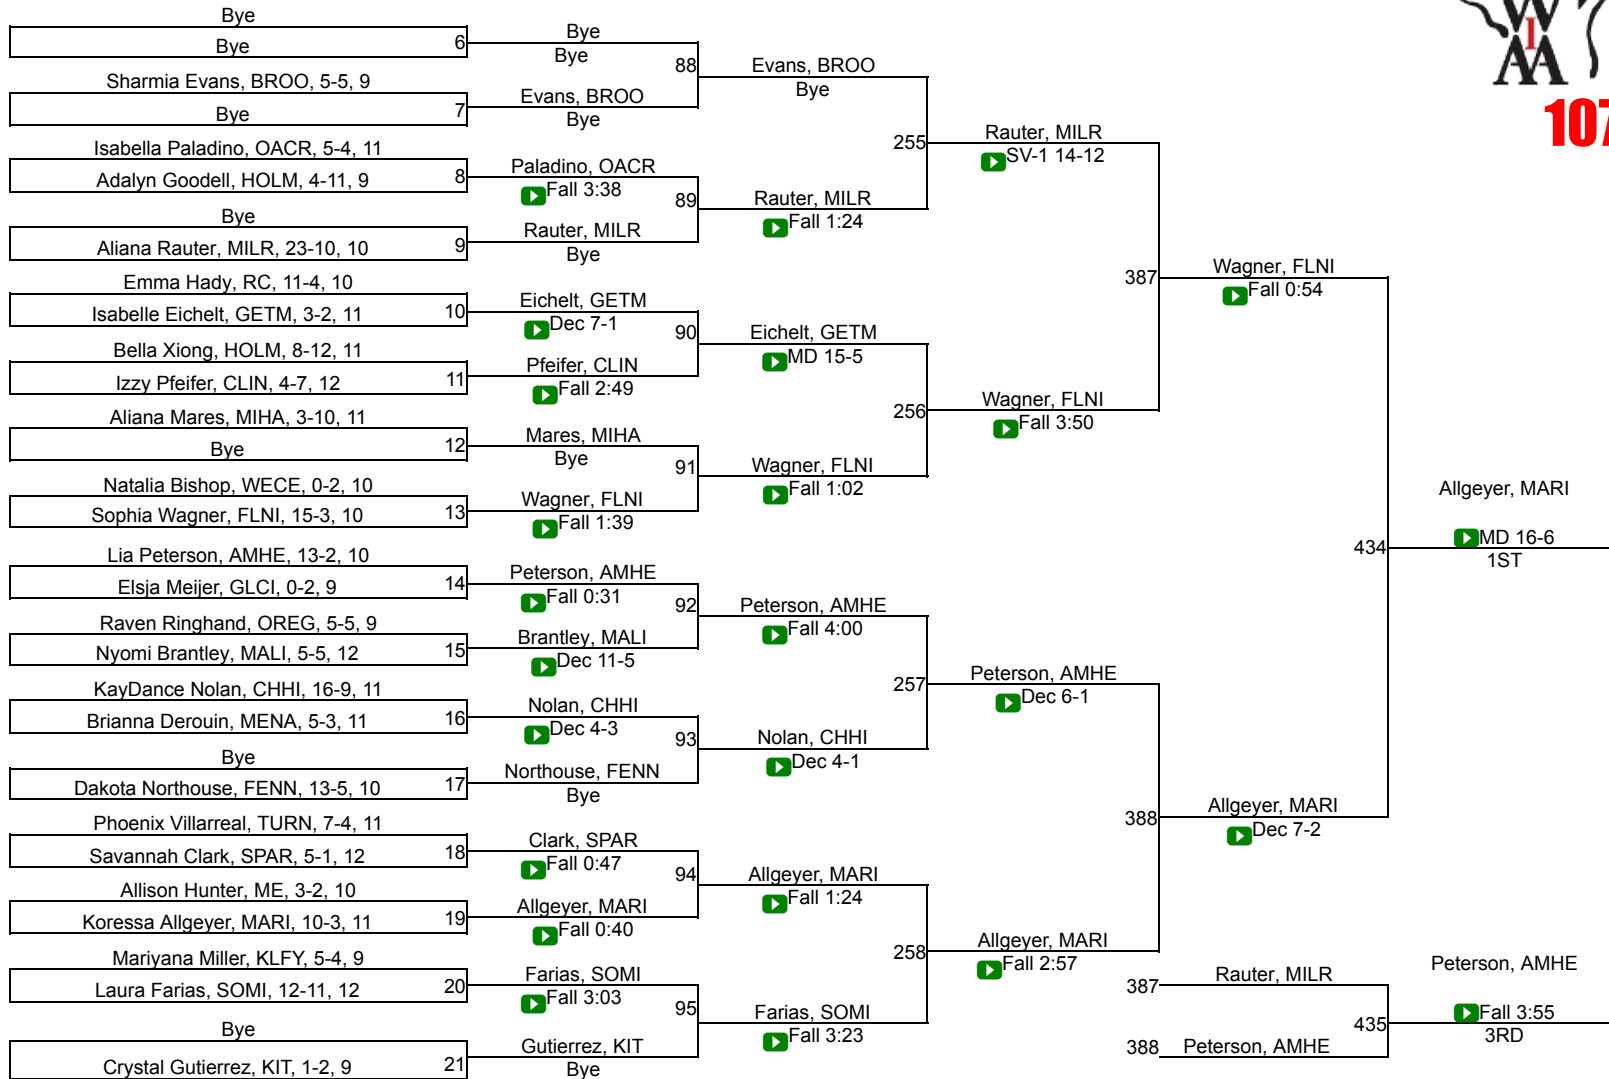 Bye
Bye
6
Sharmia Evans, BROO, 5-5, 9
Bye
7
Isabella Paladino, OACR, 5-4, 11
Adalyn Goodell, HOLM, 4-11, 9
8
Bye
Aliana Rauter, MILR, 23-10, 10
9
Emma Hady, RC, 11-4, 10
Isabelle Eichelt, GETM, 3-2, 11
10
Bella Xiong, HOLM, 8-12, 11
Izzy Pfeifer, CLIN, 4-7, 12
11
Aliana Mares, MIHA, 3-10, 11
Bye
12
Natalia Bishop, WECE, 0-2, 10
Sophia Wagner, FLNI, 15-3, 10
13
Lia Peterson, AMHE, 13-2, 10
Elsja Meijer, GLCI, 0-2, 9
14
Raven Ringhand, OREG, 5-5, 9
Nyomi Brantley, MALI, 5-5, 12
15
KayDance Nolan, CHHI, 16-9, 11
Brianna Derouin, MENA, 5-3, 11
16
Bye
Dakota Northouse, FENN, 13-5, 10
17
Phoenix Villarreal, TURN, 7-4, 11
Savannah Clark, SPAR, 5-1, 12
18
Allison Hunter, ME, 3-2, 10
Koressa Allgeyer, MARI, 10-3, 11
19
Mariyana Miller, KLFY, 5-4, 9
Laura Farias, SOMI, 12-11, 12
20
Bye
Crystal Gutierrez, KIT, 1-2, 9
21
Bye
Bye
88
Evans, BROO
Bye
Paladino, OACR
Fall 3:38
89
Rauter, MILR
Bye
Eichelt, GETM
Dec 7-1
90
Pfeifer, CLIN
Fall 2:49
Mares, MIHA
Bye
91
Wagner, FLNI
Fall 1:39
Peterson, AMHE
Fall 0:31
92
Brantley, MALI
Dec 11-5
Nolan, CHHI
Dec 4-3
93
Northouse, FENN
Bye
Clark, SPAR
Fall 0:47
94
Allgeyer, MARI
Fall 0:40
Farias, SOMI
Fall 3:03
95
Gutierrez, KIT
Bye
Evans, BROO
Bye
255
Rauter, MILR
Fall 1:24
Eichelt, GETM
MD 15-5
256
Wagner, FLNI
Fall 1:02
Peterson, AMHE
Fall 4:00
257
Nolan, CHHI
Dec 4-1
Allgeyer, MARI
Fall 1:24
258
Farias, SOMI
Fall 3:23
Rauter, MILR
SV-1 14-12
387
Wagner, FLNI
Fall 3:50
Peterson, AMHE
Dec 6-1
388
Allgeyer, MARI
Fall 2:57
Wagner, FLNI
Fall 0:54
434
Allgeyer, MARI
Dec 7-2
Allgeyer, MARI
MD 16-6
1ST
387
Rauter, MILR
435
388
Peterson, AMHE
Peterson, AMHE
Fall 3:55
3RD
WIAA
107